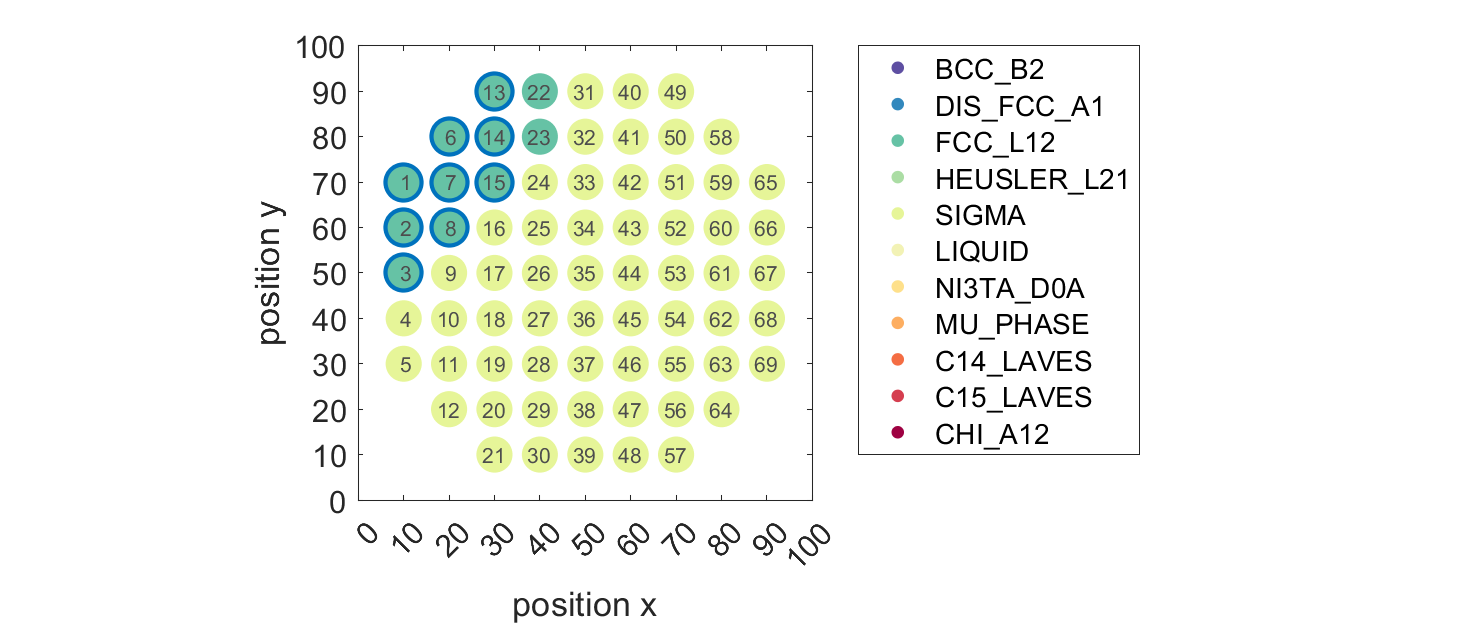 100
90
80
70
60
50
40
30
20
10
0
position y
13 22 31 40 49
6 14 23 32 41 50 58
1 7 15 24 33 42 51 59 65
2 8 16 25 34 43 52 60 66
3 9 17 26 35 44 53 61 67
4 10 18 27 36 45 54 62 68
5 11 19 28 37 46 55 63 69
12 20 29 38 47 56 64
21 30 39 48 57
0 10 20 30 40 50 60 70 80 90 100
position x
BCC_B2
DIS_FCC_A1
FCC_L12
HEUSLER_L21
SIGMA
LIQUID
NI3TA_D0A
MU_PHASE
C14_LAVES
C15_LAVES
CHI_A12